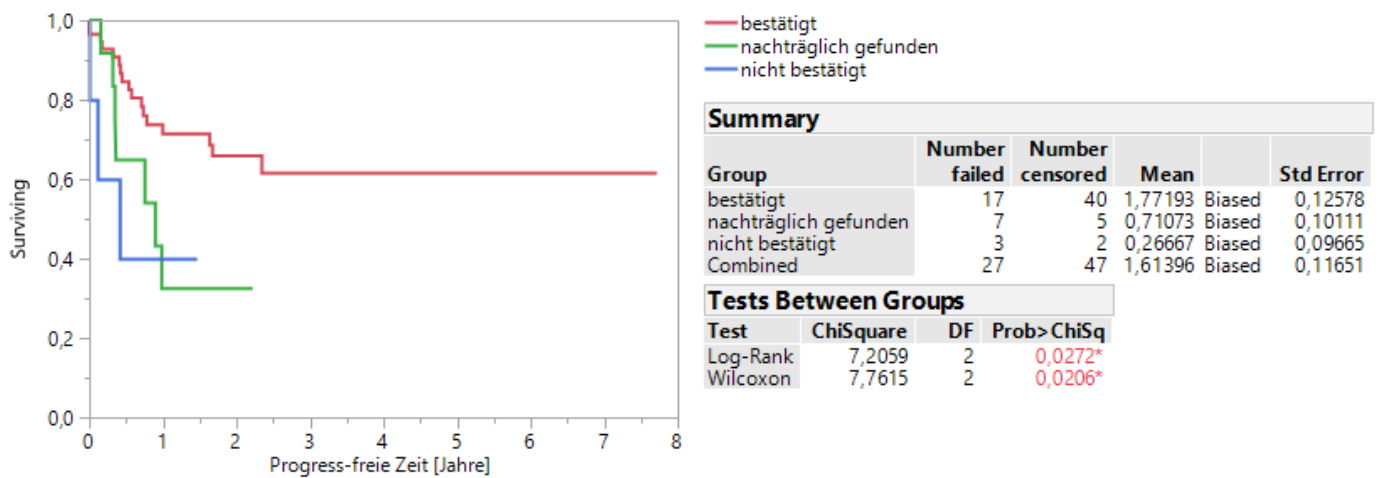 1,0
0,8
0,6
0,4
0,2
0,0
Surviving
0 1 2 3 4 5 6 7 8
Progress-freie Zeit [Jahre]
bestätigt
nachträglich gefunden
nicht bestätigt
Summary
Group Number failed Number censored Mean Std Error
bestätigt 17 40 1,77193 Biased 0,12578
nachträglich gefunden 7 5 0,71073 Biased 0,10111
nicht bestätigt 3 2 0,26667 Biased 0,09665
Combined 27 47 1,61396 Biased 0,11651
Tests Between Groups
Test ChiSquare DF Prob>ChiSq
Log-Rank 7,2059 2 0,0272*
Wilcoxon 7,7615 2 0,0206*